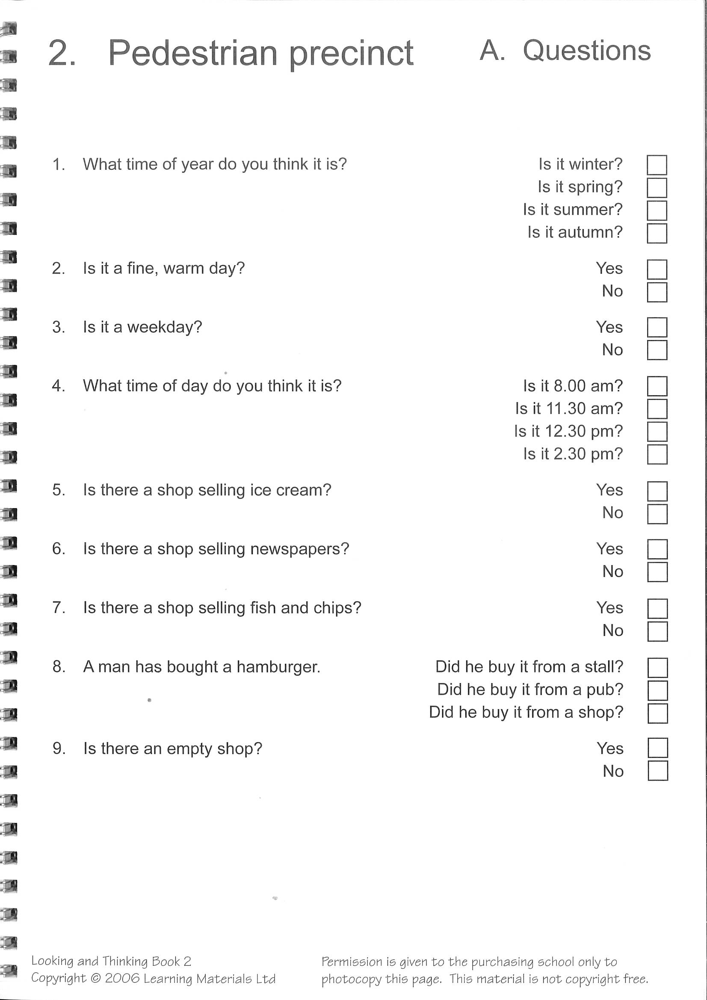 2. Pedestrian precinct A. Questions
1. What time of year do you think it is? Is it winter?
Is it spring?
Is it summer?
Is it autumn?
2. Is it a fine, warm day? Yes
No
3. Is it a weekday? Yes
No
4. What time of day do you think it is? Is it 8.00 am?
Is it 11.30 am?
Is it 12.30 pm?
Is it 2.30 pm?
5. Is there a shop selling ice cream? Yes
No
6. Is there a shop selling newspapers? Yes
No
7. Is there a shop selling fish and chips? Yes
No
8. A man has bought a hamburger. Did he buy it from a stall?
Did he buy it from a pub?
Did he buy it from a shop?
9. Is there an empty shop? Yes
No
Looking and Thinking Book 2
Copyright © 2006 Learning Materials Ltd
Permission is given to the purchasing school only to
photocopy this page. This material is not copyright free.